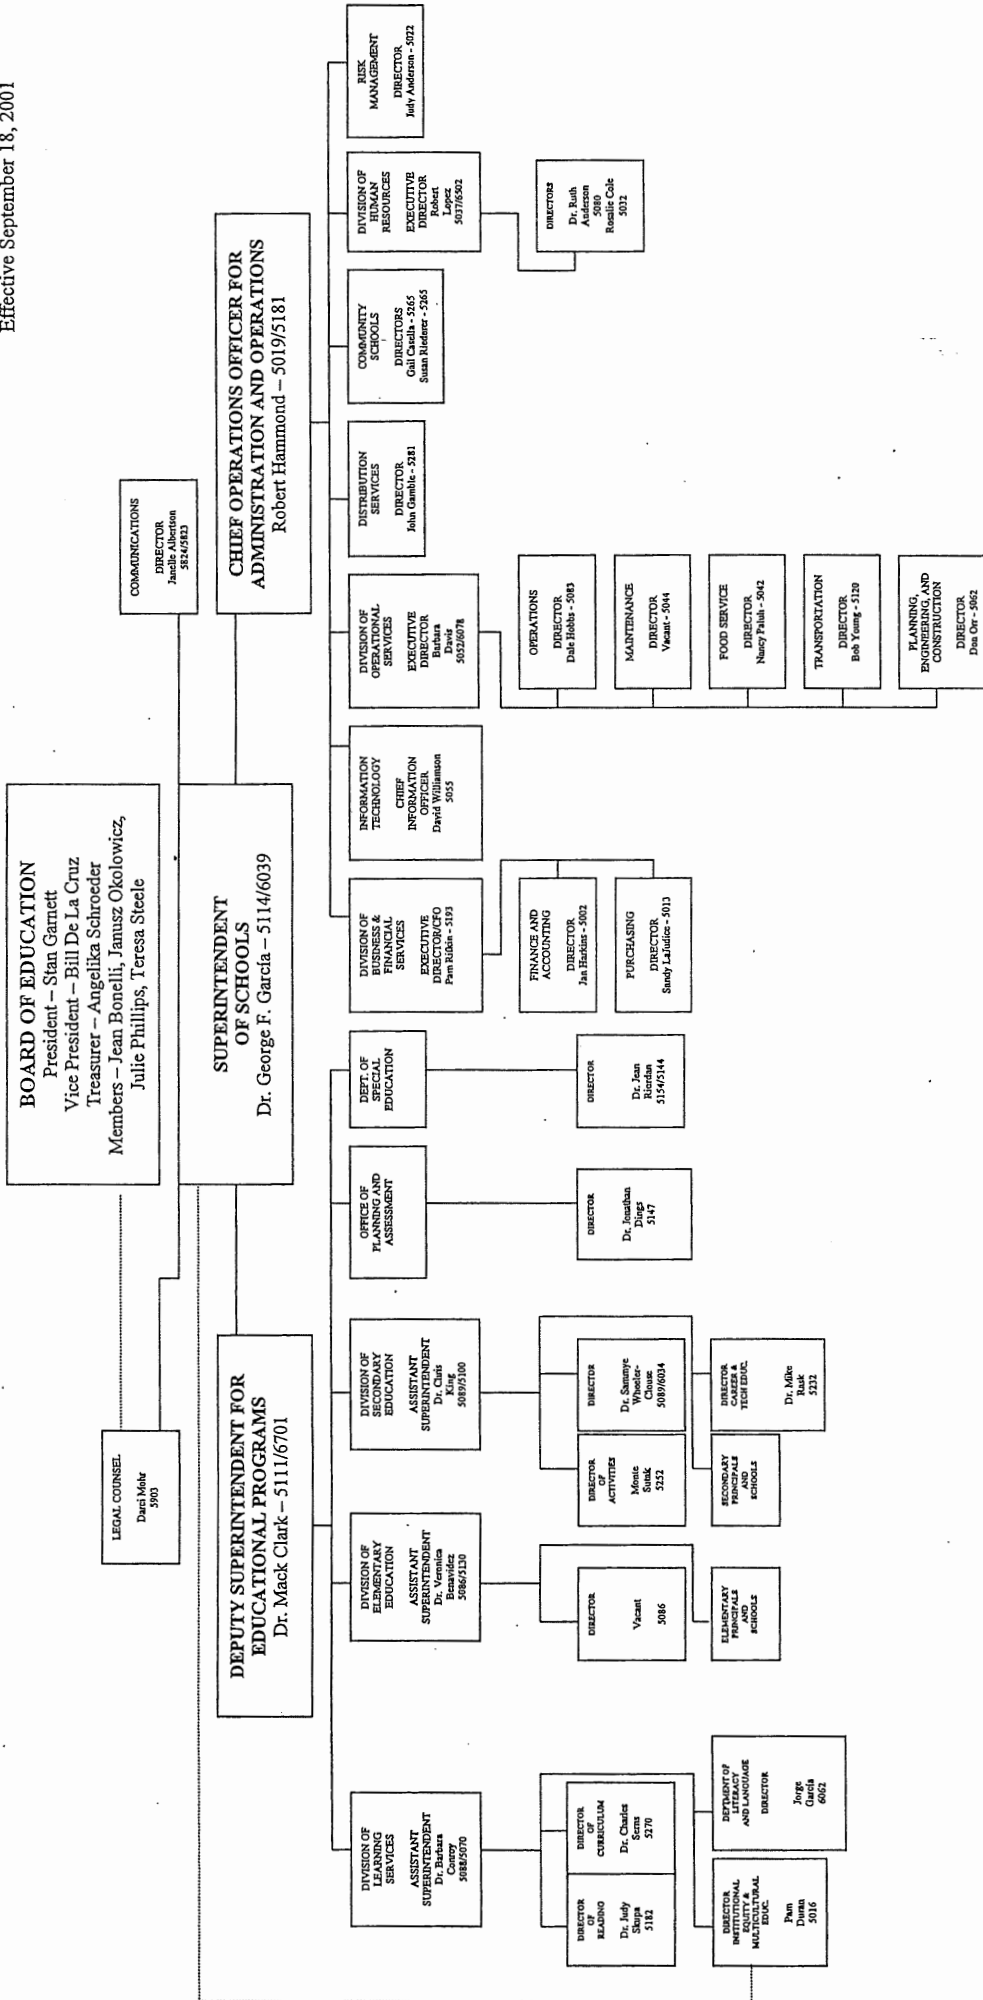 Effective September 18, 2001
BOARD OF EDUCATION
President – Stan Garnett
Vice President – Bill De La Cruz
Treasurer – Angelika Schroeder
Members – Jean Bonelli, Janusz Okolowicz,
Julie Phillips, Teresa Steele
LEGAL COUNSEL
Darci Mohr
5903
COMMUNICATIONS
DIRECTOR
Janelle Albertson
5824/5823
SUPERINTENDENT
OF SCHOOLS
Dr. George F. García – 5114/6039
DEPUTY SUPERINTENDENT FOR
EDUCATIONAL PROGRAMS
Dr. Mack Clark – 5111/6701
CHIEF OPERATIONS OFFICER FOR
ADMINISTRATION AND OPERATIONS
Robert Hammond – 5019/5181
DIVISION OF
LEARNING
SERVICES
ASSISTANT
SUPERINTENDENT
Dr. Barbara
Conroy
5088/5070
DIRECTOR
OF
READING
Dr. Judy
Skupa
5182
DIRECTOR
OF
CURRICULUM
Dr. Charles
Serns
5270
DIRECTOR
INSTITUTIONAL
EQUITY &
MULTICULTURAL
EDUC.
Pam
Duran
5016
DEPTMENT OF
LITERACY
AND LANGUAGE
DIRECTOR
Jorge
García
6062
DIVISION OF
ELEMENTARY
EDUCATION
ASSISTANT
SUPERINTENDENT
Dr. Veronica
Benavidez
5086/5130
DIRECTOR
Vacant
5086
ELEMENTARY
PRINCIPALS
AND
SCHOOLS
DIVISION OF
SECONDARY
EDUCATION
ASSISTANT
SUPERINTENDENT
Dr. Chris
King
5089/5100
DIRECTOR
OF
ACTIVITIES
Monte
Sutak
5252
DIRECTOR
Dr. Sammye
Wheeler-
Clouse
5089/6034
SECONDARY
PRINCIPALS
AND
SCHOOLS
DIRECTOR
CAREER &
TECH EDUC.
Dr. Mike
Rask
5232
OFFICE OF
PLANNING AND
ASSESSMENT
DIRECTOR
Dr. Jonathan
Dings
5147
DEPT. OF
SPECIAL
EDUCATION
DIRECTOR
Dr. Jean
Riordan
5154/5144
DIVISION OF
BUSINESS &
FINANCIAL
SERVICES
EXECUTIVE
DIRECTOR/CFO
Pam Rifkin – 5193
FINANCE AND
ACCOUNTING
DIRECTOR
Jan Harkins – 5002
PURCHASING
DIRECTOR
Sandy LaJudice – 5013
INFORMATION
TECHNOLOGY
CHIEF
INFORMATION
OFFICER
David Williamson
5055
DIVISION OF
OPERATIONAL
SERVICES
EXECUTIVE
DIRECTOR
Barbara
Davis
5052/6078
OPERATIONS
DIRECTOR
Dale Hobbs – 5083
MAINTENANCE
DIRECTOR
Vacant – 5044
FOOD SERVICE
DIRECTOR
Nancy Paluh – 5042
TRANSPORTATION
DIRECTOR
Bob Young – 5120
PLANNING,
ENGINEERING, AND
CONSTRUCTION
DIRECTOR
Don Orr – 5062
DISTRIBUTION
SERVICES
DIRECTOR
John Gamble – 5281
COMMUNITY
SCHOOLS
DIRECTORS
Gail Casella – 5265
Susan Riederer – 5265
DIVISION OF
HUMAN
RESOURCES
EXECUTIVE
DIRECTOR
Robert
Lopez
5037/6502
DIRECTORS
Dr. Ruth
Anderson
5080
Rosalie Cole
5032
RISK
MANAGEMENT
DIRECTOR
Judy Anderson – 5022